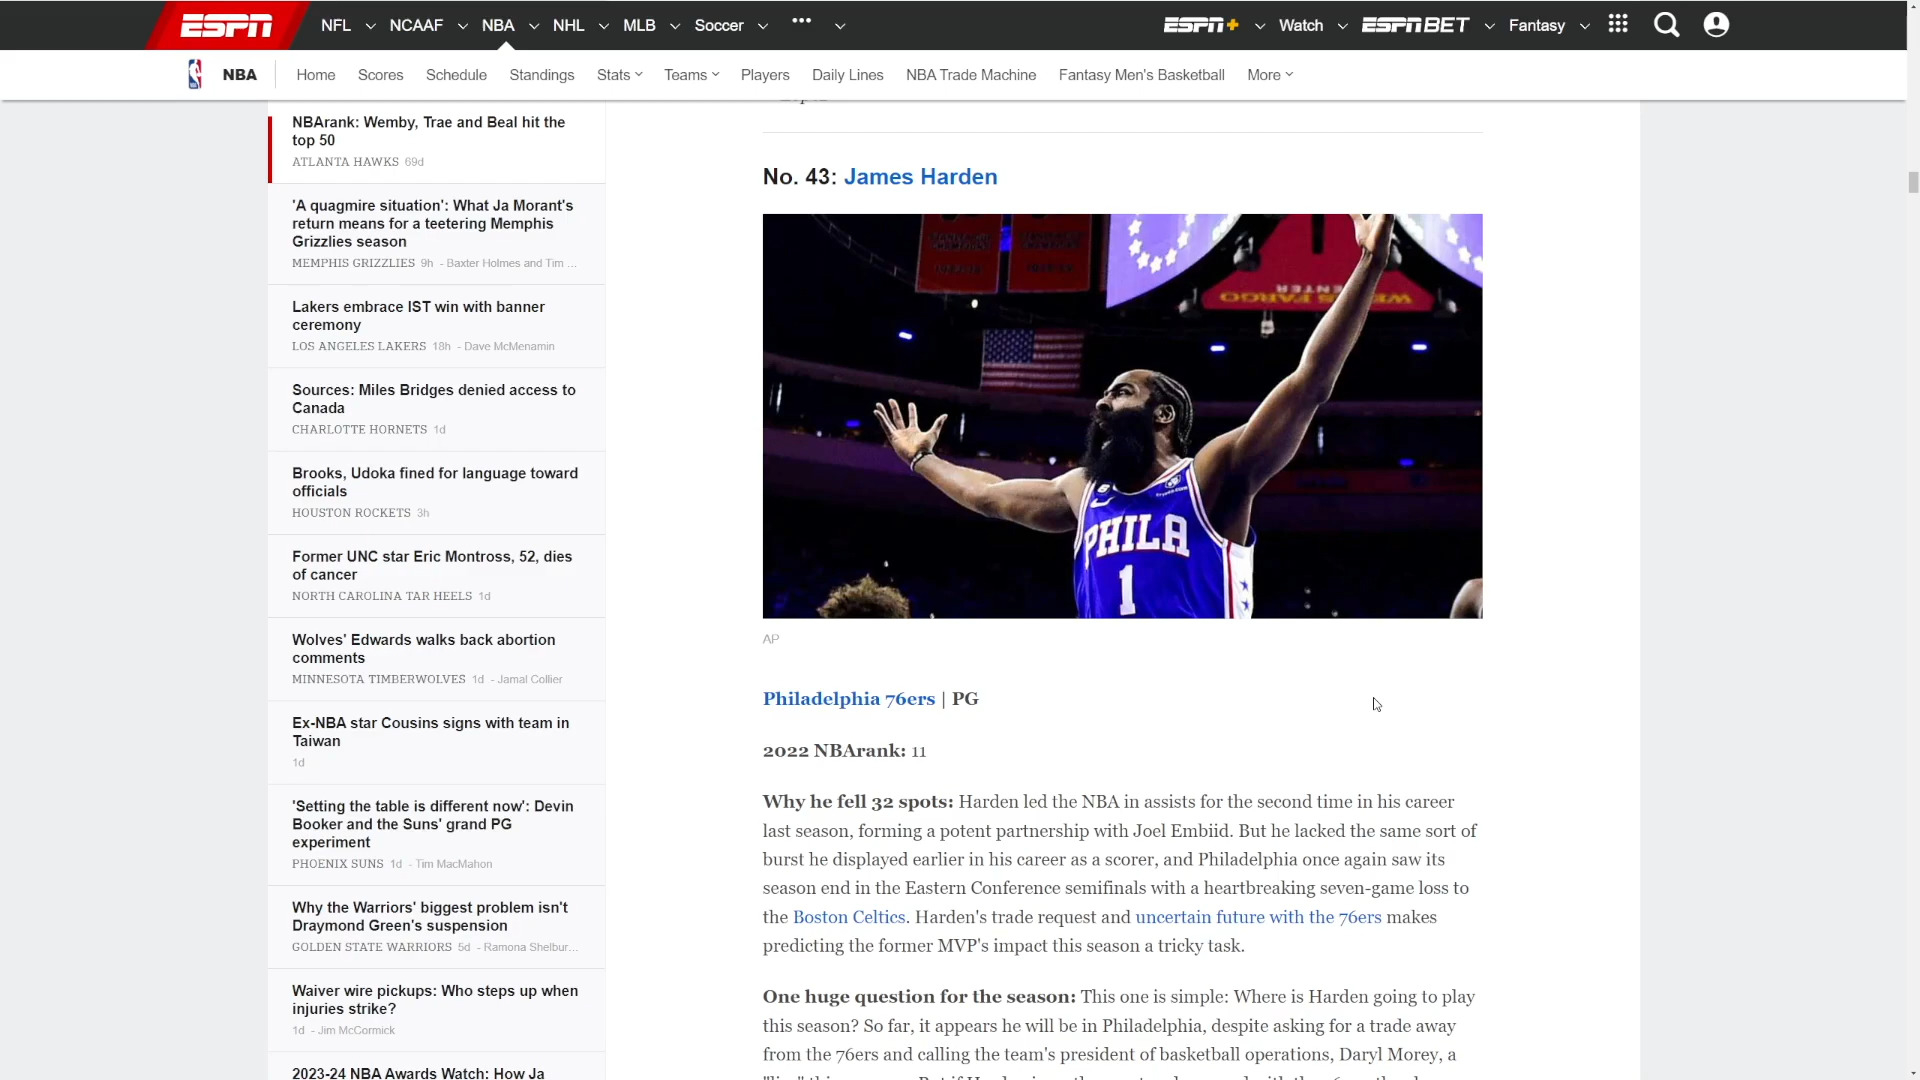 ESPN NFL NCAAF NBA NHL MLB Soccer ••• ESPN+ Watch ESPN BET Fantasy
NBA Home Scores Schedule Standings Stats Teams Players Daily Lines NBA Trade Machine Fantasy Men's Basketball More
NBArank: Wemby, Trae and Beal hit the
top 50
ATLANTA HAWKS 69d
'A quagmire situation': What Ja Morant's
return means for a teetering Memphis
Grizzlies season
MEMPHIS GRIZZLIES 9h - Baxter Holmes and Tim ...
Lakers embrace IST win with banner
ceremony
LOS ANGELES LAKERS 18h - Dave McMenamin
Sources: Miles Bridges denied access to
Canada
CHARLOTTE HORNETS 1d
Brooks, Udoka fined for language toward
officials
HOUSTON ROCKETS 3h
Former UNC star Eric Montross, 52, dies
of cancer
NORTH CAROLINA TAR HEELS 1d
Wolves' Edwards walks back abortion
comments
MINNESOTA TIMBERWOLVES 1d - Jamal Collier
Ex-NBA star Cousins signs with team in
Taiwan
1d
'Setting the table is different now': Devin
Booker and the Suns' grand PG
experiment
PHOENIX SUNS 1d - Tim MacMahon
Why the Warriors' biggest problem isn't
Draymond Green's suspension
GOLDEN STATE WARRIORS 5d - Ramona Shelbur...
Waiver wire pickups: Who steps up when
injuries strike?
1d - Jim McCormick
2023-24 NBA Awards Watch: How Ja
No. 43: James Harden
WELLS FARGO
CENTER
PHILA
1
AP
Philadelphia 76ers | PG
2022 NBArank: 11
Why he fell 32 spots: Harden led the NBA in assists for the second time in his career
last season, forming a potent partnership with Joel Embiid. But he lacked the same sort of
burst he displayed earlier in his career as a scorer, and Philadelphia once again saw its
season end in the Eastern Conference semifinals with a heartbreaking seven-game loss to
the Boston Celtics. Harden's trade request and uncertain future with the 76ers makes
predicting the former MVP's impact this season a tricky task.
One huge question for the season: This one is simple: Where is Harden going to play
this season? So far, it appears he will be in Philadelphia, despite asking for a trade away
from the 76ers and calling the team's president of basketball operations, Daryl Morey, a